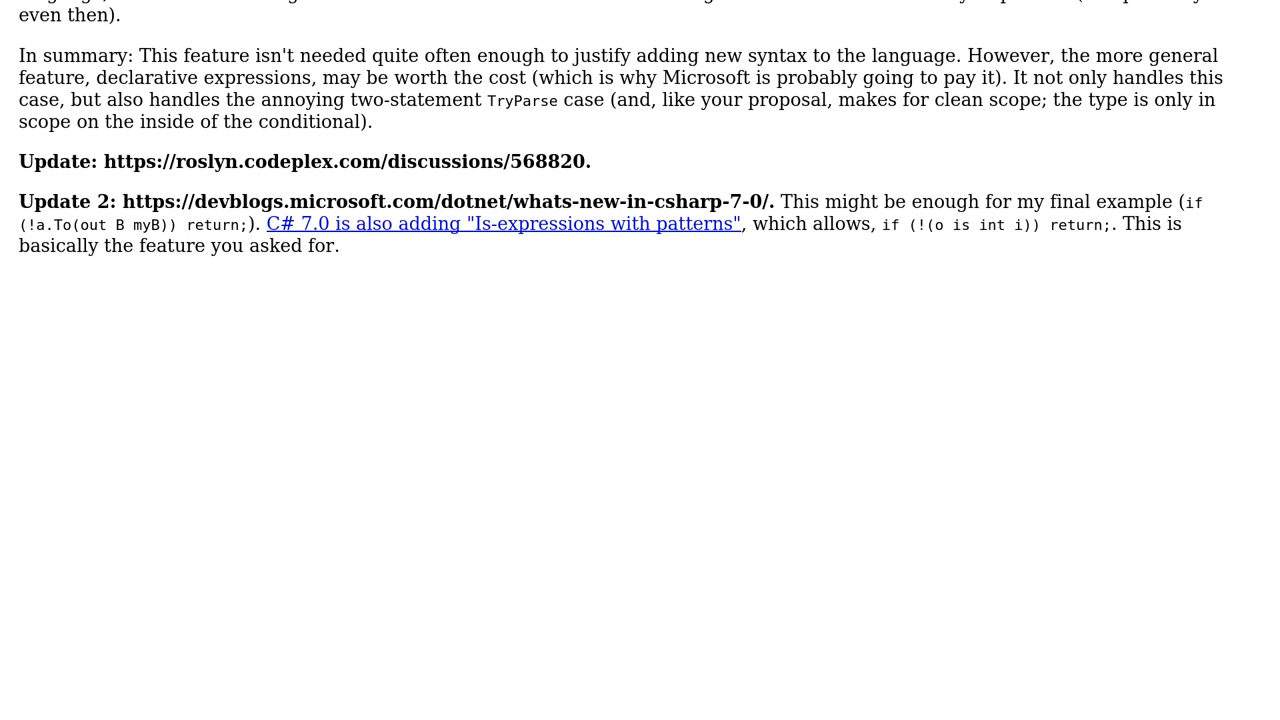 even then).
In summary: This feature isn't needed quite often enough to justify adding new syntax to the language. However, the more general
feature, declarative expressions, may be worth the cost (which is why Microsoft is probably going to pay it). It not only handles this
case, but also handles the annoying two-statement TryParse case (and, like your proposal, makes for clean scope; the type is only in
scope on the inside of the conditional).
Update: https://roslyn.codeplex.com/discussions/568820.
Update 2: https://devblogs.microsoft.com/dotnet/whats-new-in-csharp-7-0/. This might be enough for my final example (if
(!a.To(out B myB)) return;). C# 7.0 is also adding "Is-expressions with patterns", which allows, if (!(o is int i)) return;. This is
basically the feature you asked for.